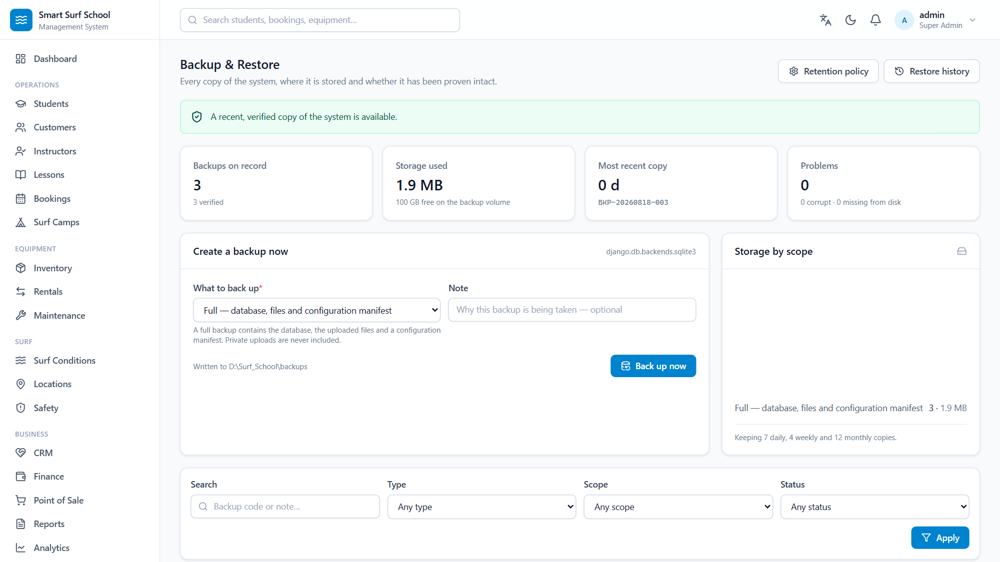 Smart Surf School
Management System
Search students, bookings, equipment...
A
admin
Super Admin
Dashboard
OPERATIONS
Students
Customers
Instructors
Lessons
Bookings
Surf Camps
EQUIPMENT
Inventory
Rentals
Maintenance
SURF
Surf Conditions
Locations
Safety
BUSINESS
CRM
Finance
Point of Sale
Reports
Analytics
Backup & Restore
Every copy of the system, where it is stored and whether it has been proven intact.
Retention policy
Restore history
A recent, verified copy of the system is available.
Backups on record
3
3 verified
Storage used
1.9 MB
100 GB free on the backup volume
Most recent copy
0 d
BKP-20260818-003
Problems
0
0 corrupt · 0 missing from disk
Create a backup now
django.db.backends.sqlite3
What to back up*
Full — database, files and configuration manifest
A full backup contains the database, the uploaded files and a configuration
manifest. Private uploads are never included.
Note
Why this backup is being taken — optional
Written to D:\Surf_School\backups
Back up now
Storage by scope
Full — database, files and configuration manifest 3 · 1.9 MB
Keeping 7 daily, 4 weekly and 12 monthly copies.
Search
Backup code or note...
Type
Any type
Scope
Any scope
Status
Any status
Apply